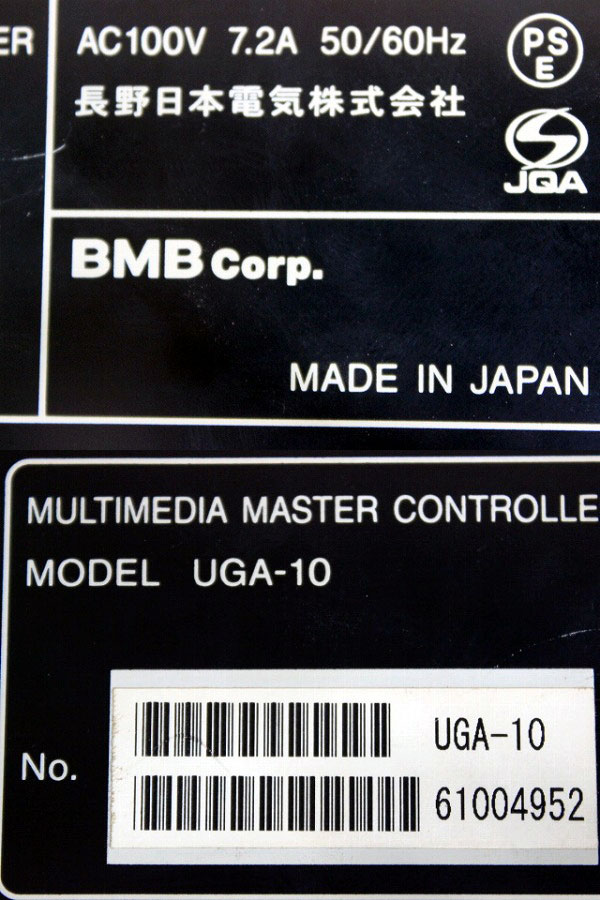 ER
AC100V 7.2A 50/60Hz
PS
E
長野日本電気株式会社
JQA
BMB Corp.
MADE IN JAPAN
MULTIMEDIA MASTER CONTROLLE
MODEL UGA-10
No.
UGA-10
61004952